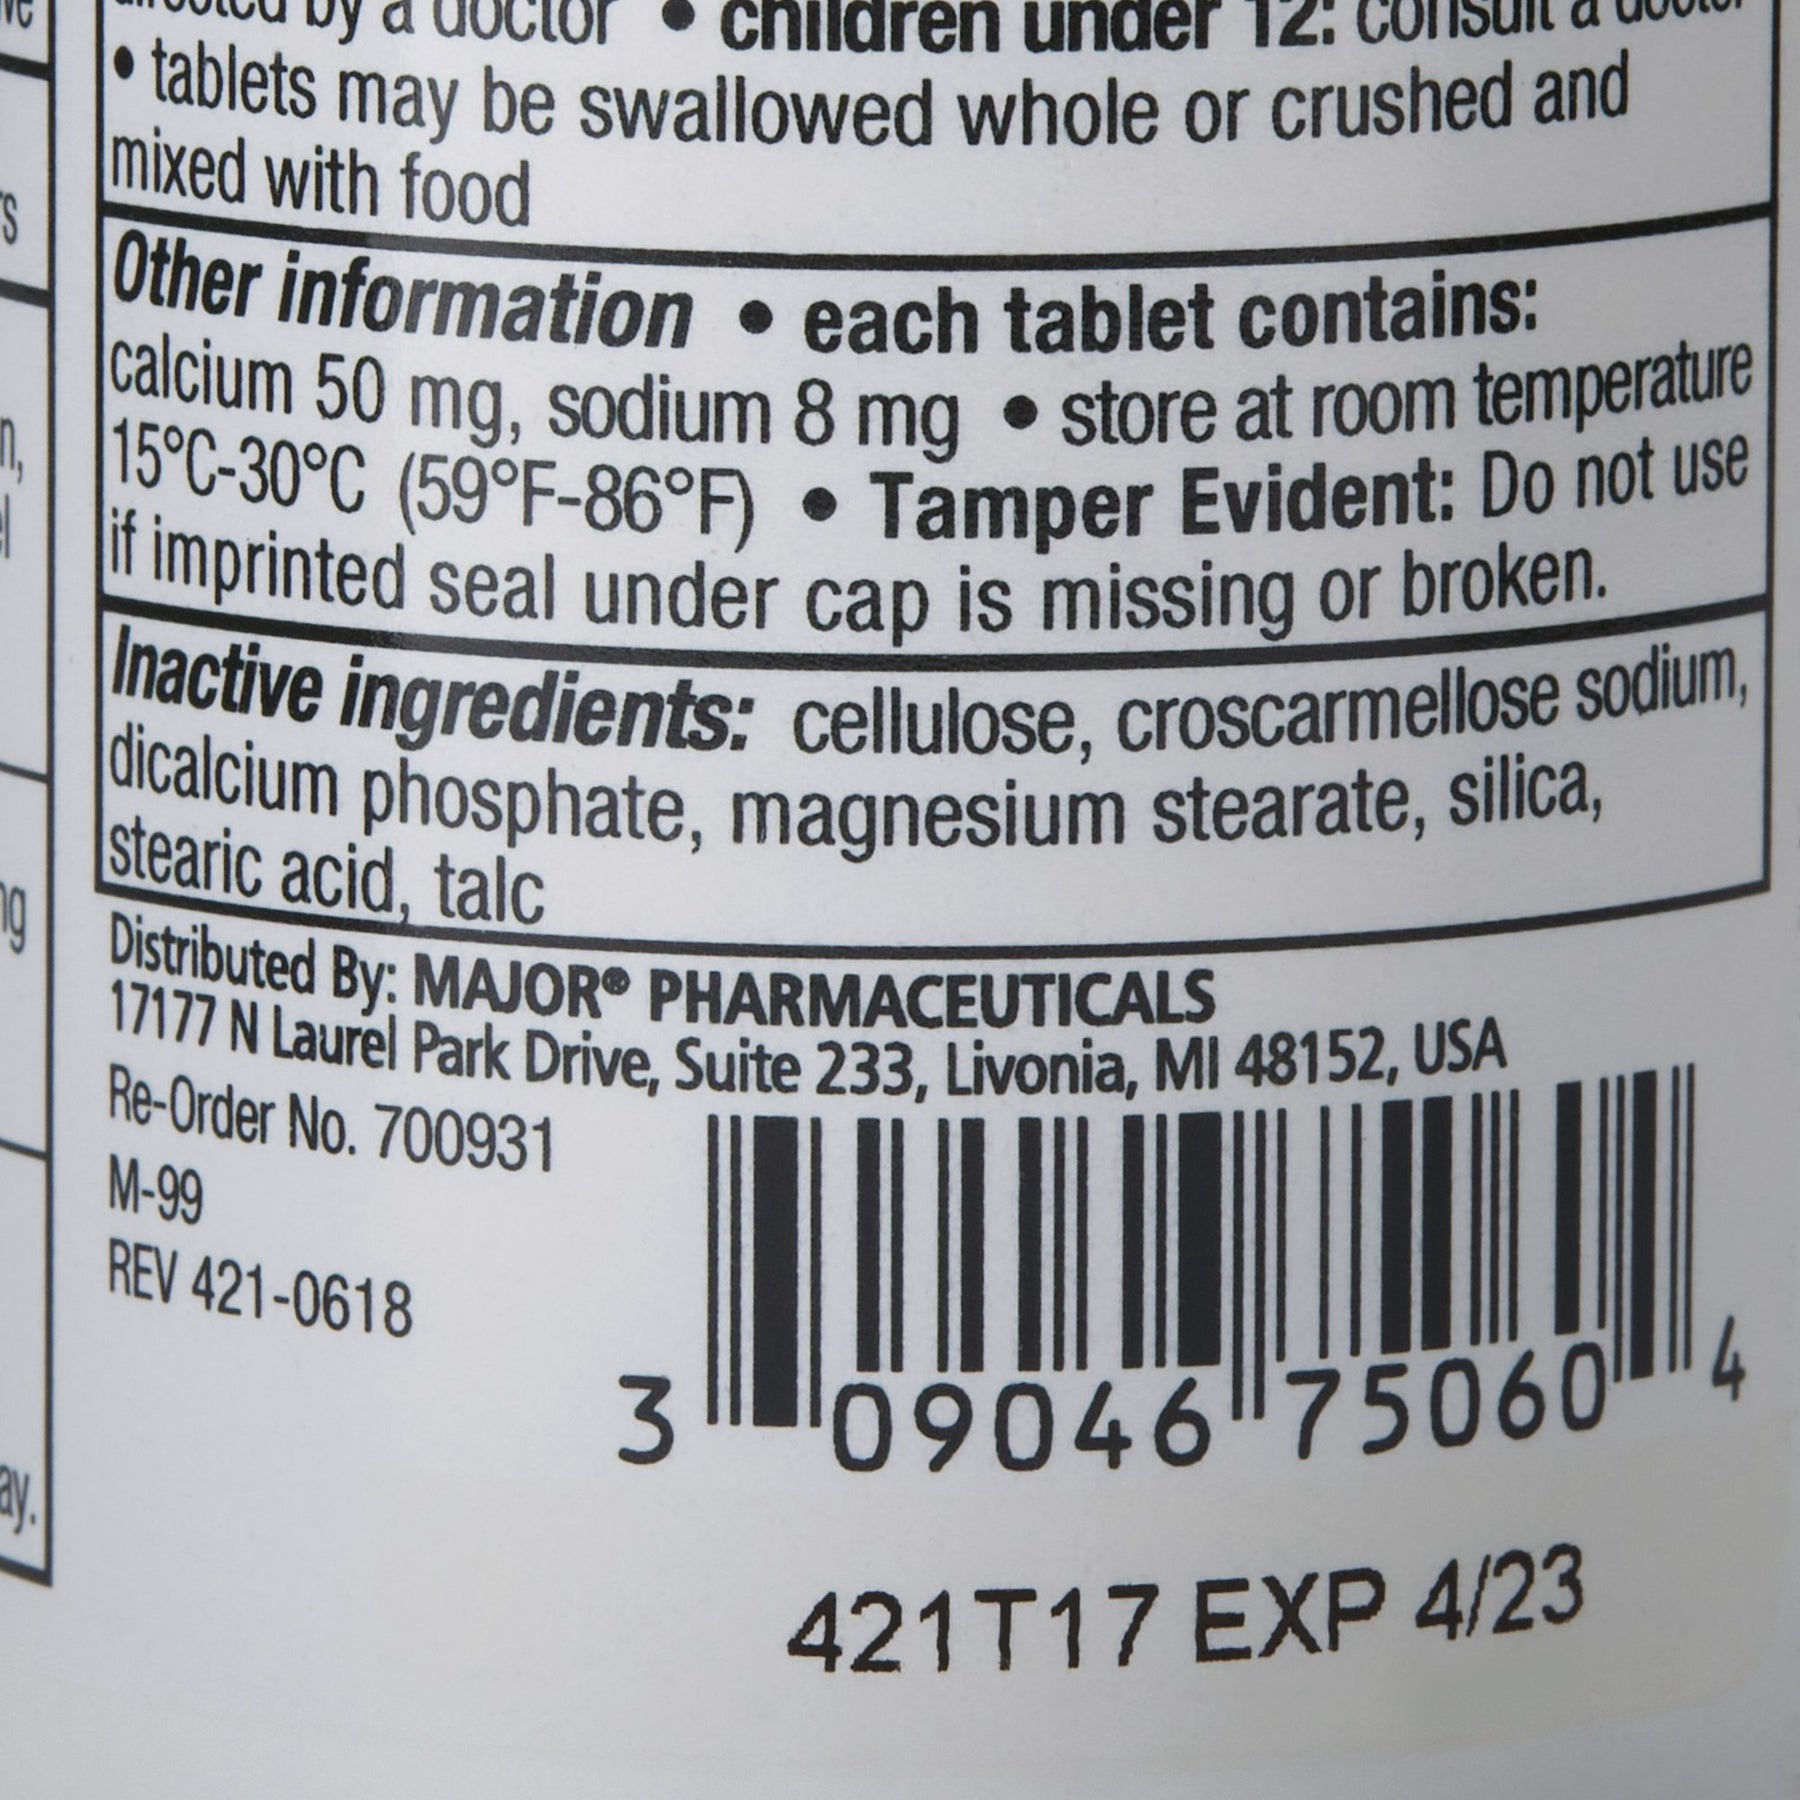 by a doctor • children under 12: consult a doctor
• tablets may be swallowed whole or crushed and
mixed with food
Other information • each tablet contains:
calcium 50 mg, sodium 8 mg • store at room temperature
15°C-30°C (59°F-86°F) • Tamper Evident: Do not use
if imprinted seal under cap is missing or broken.
Inactive ingredients: cellulose, croscarmellose sodium,
dicalcium phosphate, magnesium stearate, silica,
stearic acid, talc
Distributed By: MAJOR® PHARMACEUTICALS
17177 N Laurel Park Drive, Suite 233, Livonia, MI 48152, USA
Re-Order No. 700931
M-99
REV 421-0618
3 09046 75060 4
421T17 EXP 4/23